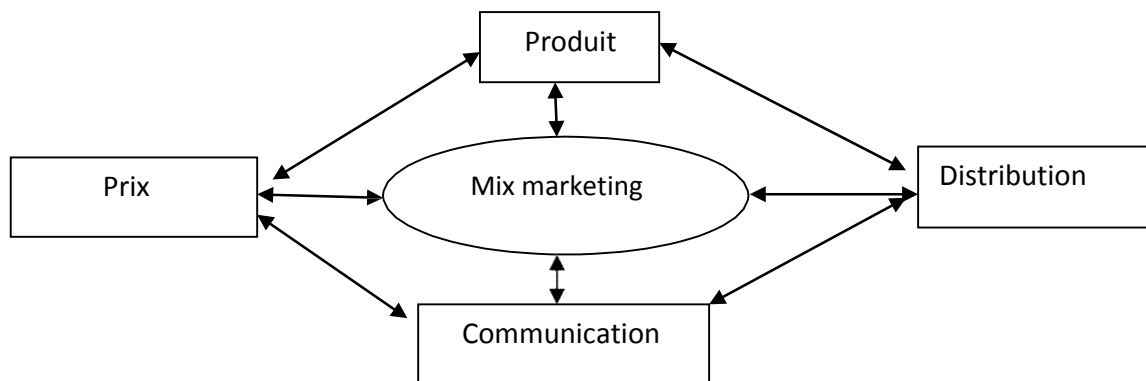 Produit
Prix
Mix marketing
Distribution
Communication